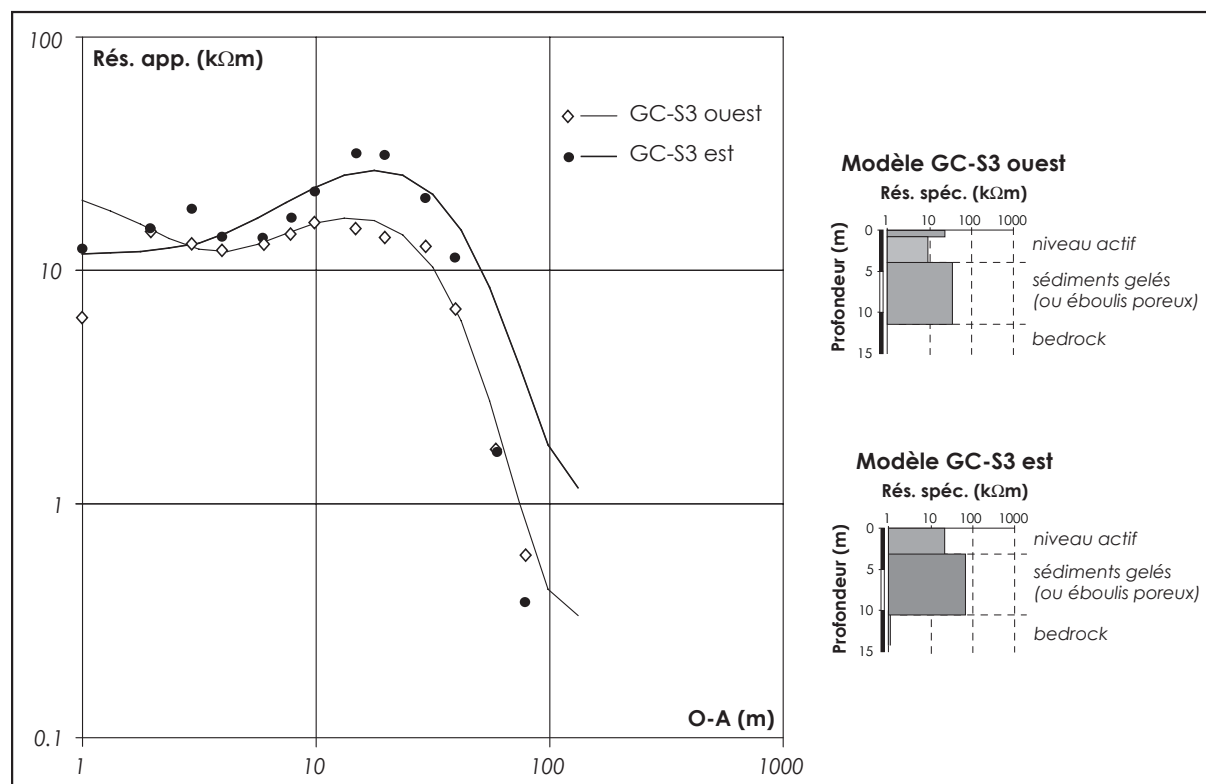 100
Rés. app. (kΩm)
GC-S3 ouest
GC-S3 est
10
1
0.1
O-A (m)
1
10
100
1000
Modèle GC-S3 ouest
Rés. spéc. (kΩm)
1 10 100 1000
Profondeur (m)
0
5
10
15
niveau actif
sédiments gelés
(ou éboulis poreux)
bedrock
Modèle GC-S3 est
Rés. spéc. (kΩm)
1 10 100 1000
Profondeur (m)
0
5
10
15
niveau actif
sédiments gelés
(ou éboulis poreux)
bedrock